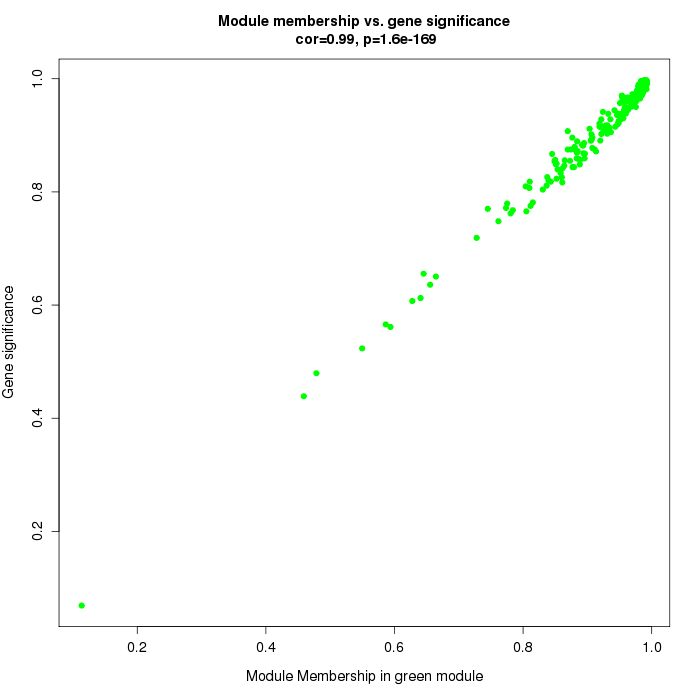 Module membership vs. gene significance
cor=0.99, p=1.6e-169
1.0
0.8
0.6
0.4
0.2
Gene significance
0.2 0.4 0.6 0.8 1.0
Module Membership in green module